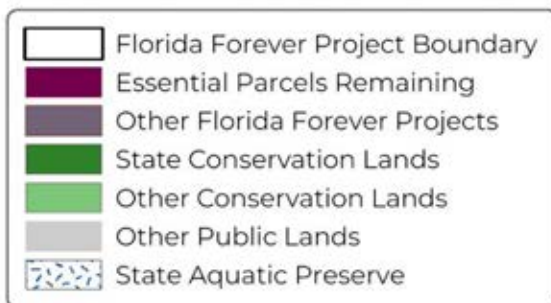 Florida Forever Project Boundary
Essential Parcels Remaining
Other Florida Forever Projects
State Conservation Lands
Other Conservation Lands
Other Public Lands
State Aquatic Preserve